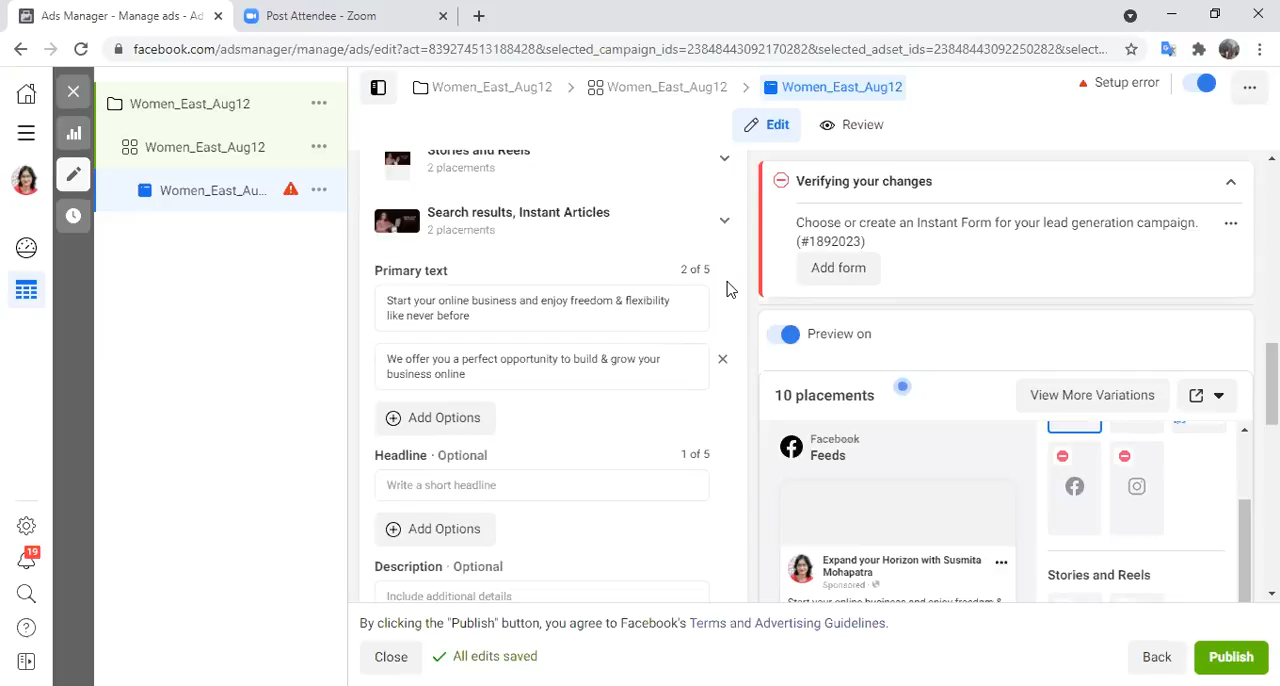 Ads Manager - Manage ads - Ad
Post Attendee - Zoom
facebook.com/adsmanager/manage/ads/edit?act=839274513188428&selected_campaign_ids=23848443092170282&selected_adset_ids=23848443092250282&select...
Women_East_Aug12
Women_East_Aug12
Women_East_Au...
Women_East_Aug12 > Women_East_Aug12 > Women_East_Aug12
Setup error
Edit
Review
Stories and Reels
2 placements
Search results, Instant Articles
2 placements
Primary text
2 of 5
Start your online business and enjoy freedom & flexibility
like never before
We offer you a perfect opportunity to build & grow your
business online
Add Options
Headline · Optional
1 of 5
Write a short headline
Add Options
Description · Optional
Include additional details
Verifying your changes
Choose or create an Instant Form for your lead generation campaign.
(#1892023)
Add form
Preview on
10 placements
View More Variations
Facebook
Feeds
Expand your Horizon with Susmita
Mohapatra
Sponsored ·
Start your online business and enjoy freedom &
Stories and Reels
19
By clicking the "Publish" button, you agree to Facebook's Terms and Advertising Guidelines.
Close
All edits saved
Back
Publish